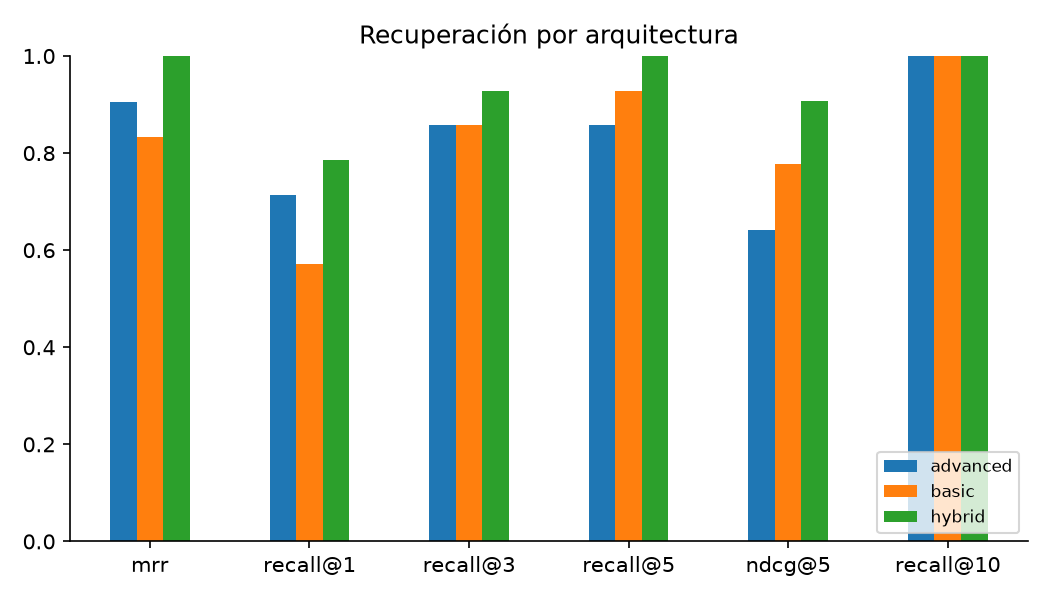 Recuperación por arquitectura
1.0
0.8
0.6
0.4
0.2
0.0
mrr
recall@1
recall@3
recall@5
ndcg@5
recall@10
advanced
basic
hybrid